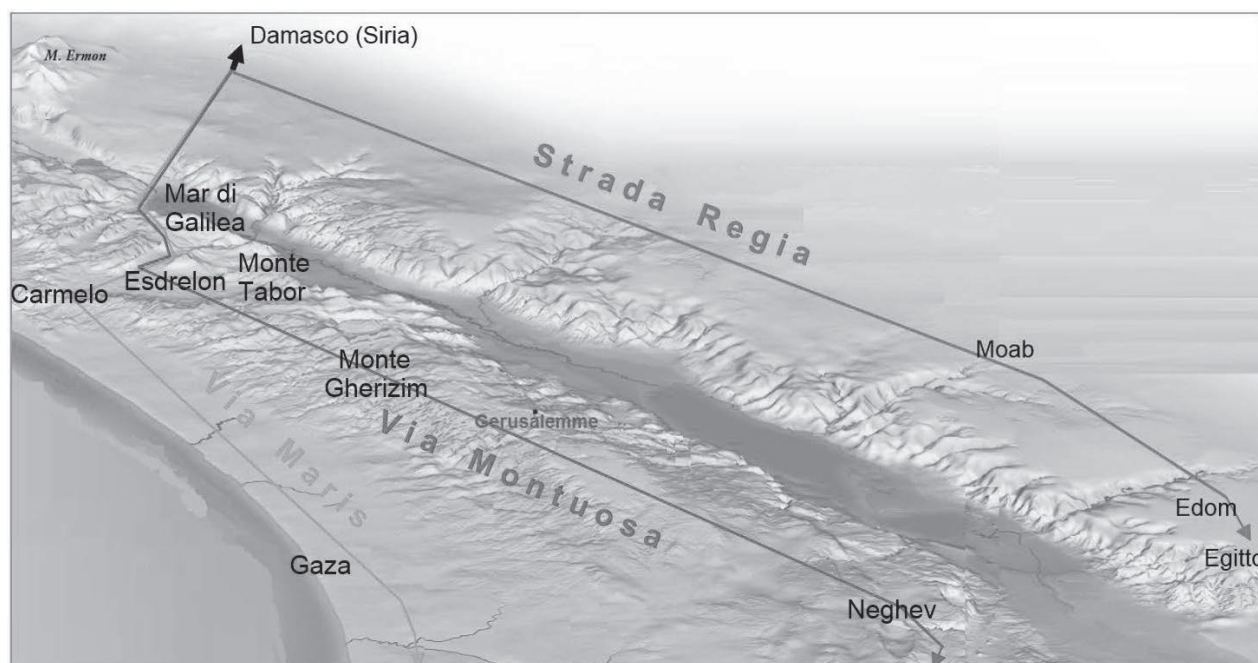 Damasco (Siria)
M. Ermon
Strada Regia
Mar di
Galilea
Monte
Tabor
Esdrelon
Carmelo
Moab
Monte
Gherizim
Via Maris
Gerusalemme
Via Montuosa
Edom
Gaza
Egitto
Neghev